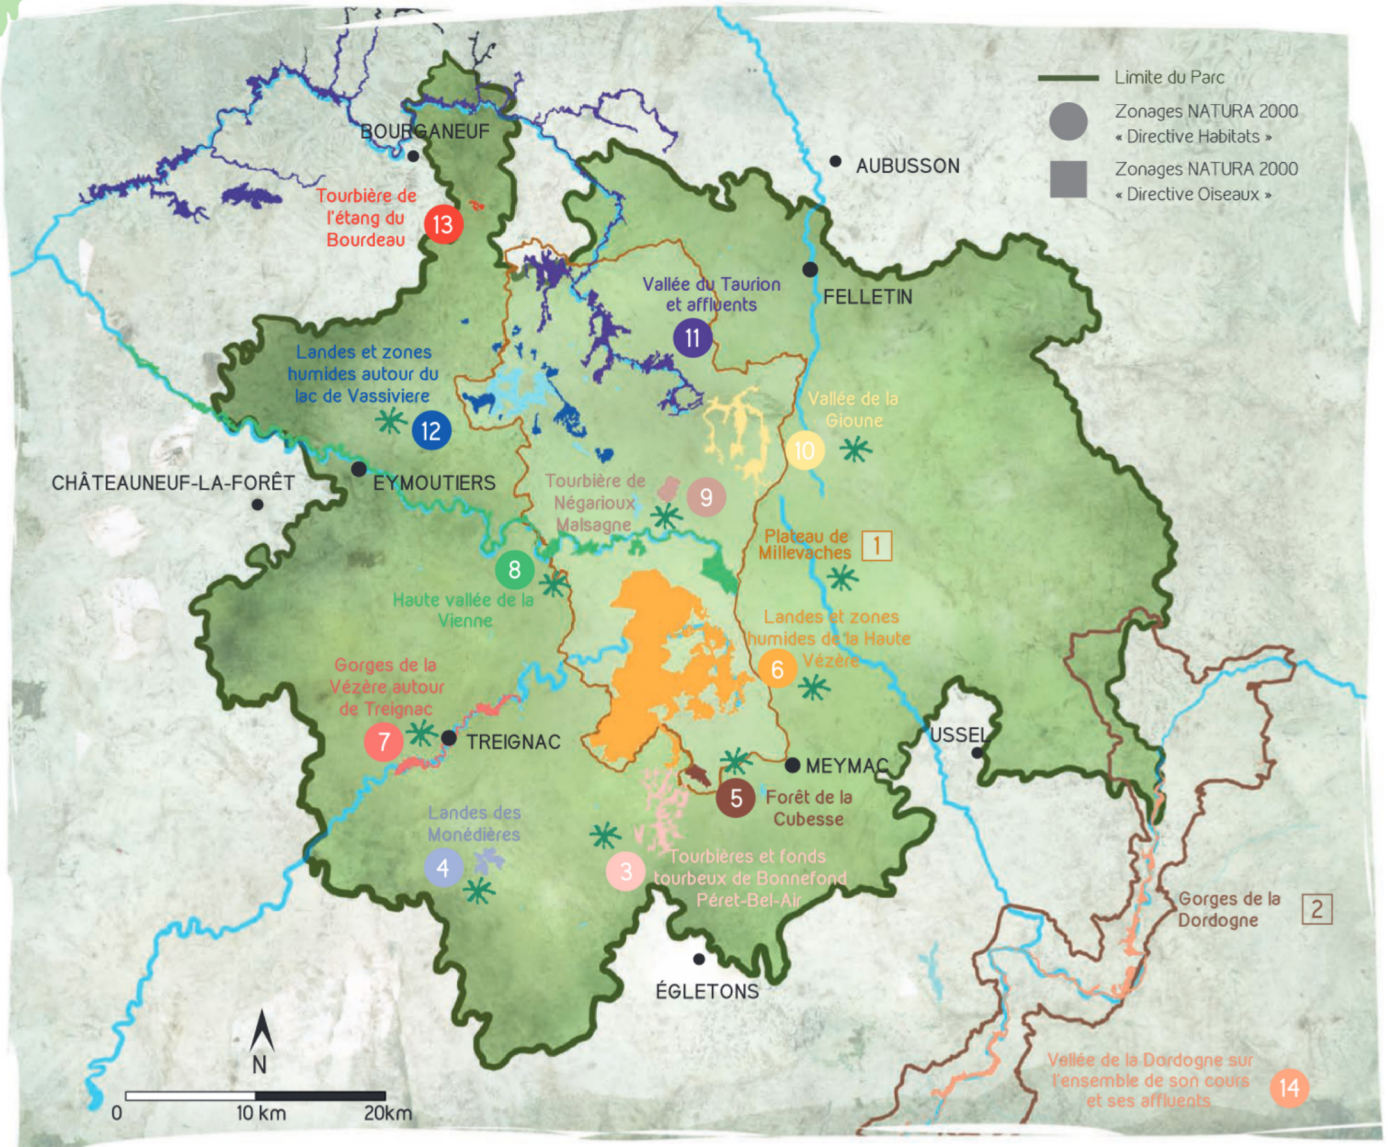 Limite du Parc
Zonages NATURA 2000
« Directive Habitats »
Zonages NATURA 2000
« Directive Oiseaux »
BOURGANEUF
AUBUSSON
Tourbière de
l'étang du
Bourdeau
13
FELLETIN
Vallée du Taurion
et affluents
11
Landes et zones
humides autour du
lac de Vassiviere
12
Vallée de la
Gioune
10
CHÂTEAUNEUF-LA-FORÊT
EYMOUTIERS
Tourbière de
Négarioux
Malsagne
9
Plateau de
Millevaches
1
8
Haute vallée de la
Vienne
Landes et zones
humides de la Haute
Vézère
6
Gorges de la
Vézère autour
de Treignac
7
TREIGNAC
USSEL
MEYMAC
5
Forêt de la
Cubesse
Landes des
Monédières
4
3
Tourbières et fonds
tourbeux de Bonnefond
Péret-Bel-Air
Gorges de la
Dordogne
2
ÉGLETONS
N
0
10 km
20km
Vallée de la Dordogne sur
l'ensemble de son cours
et ses affluents
14